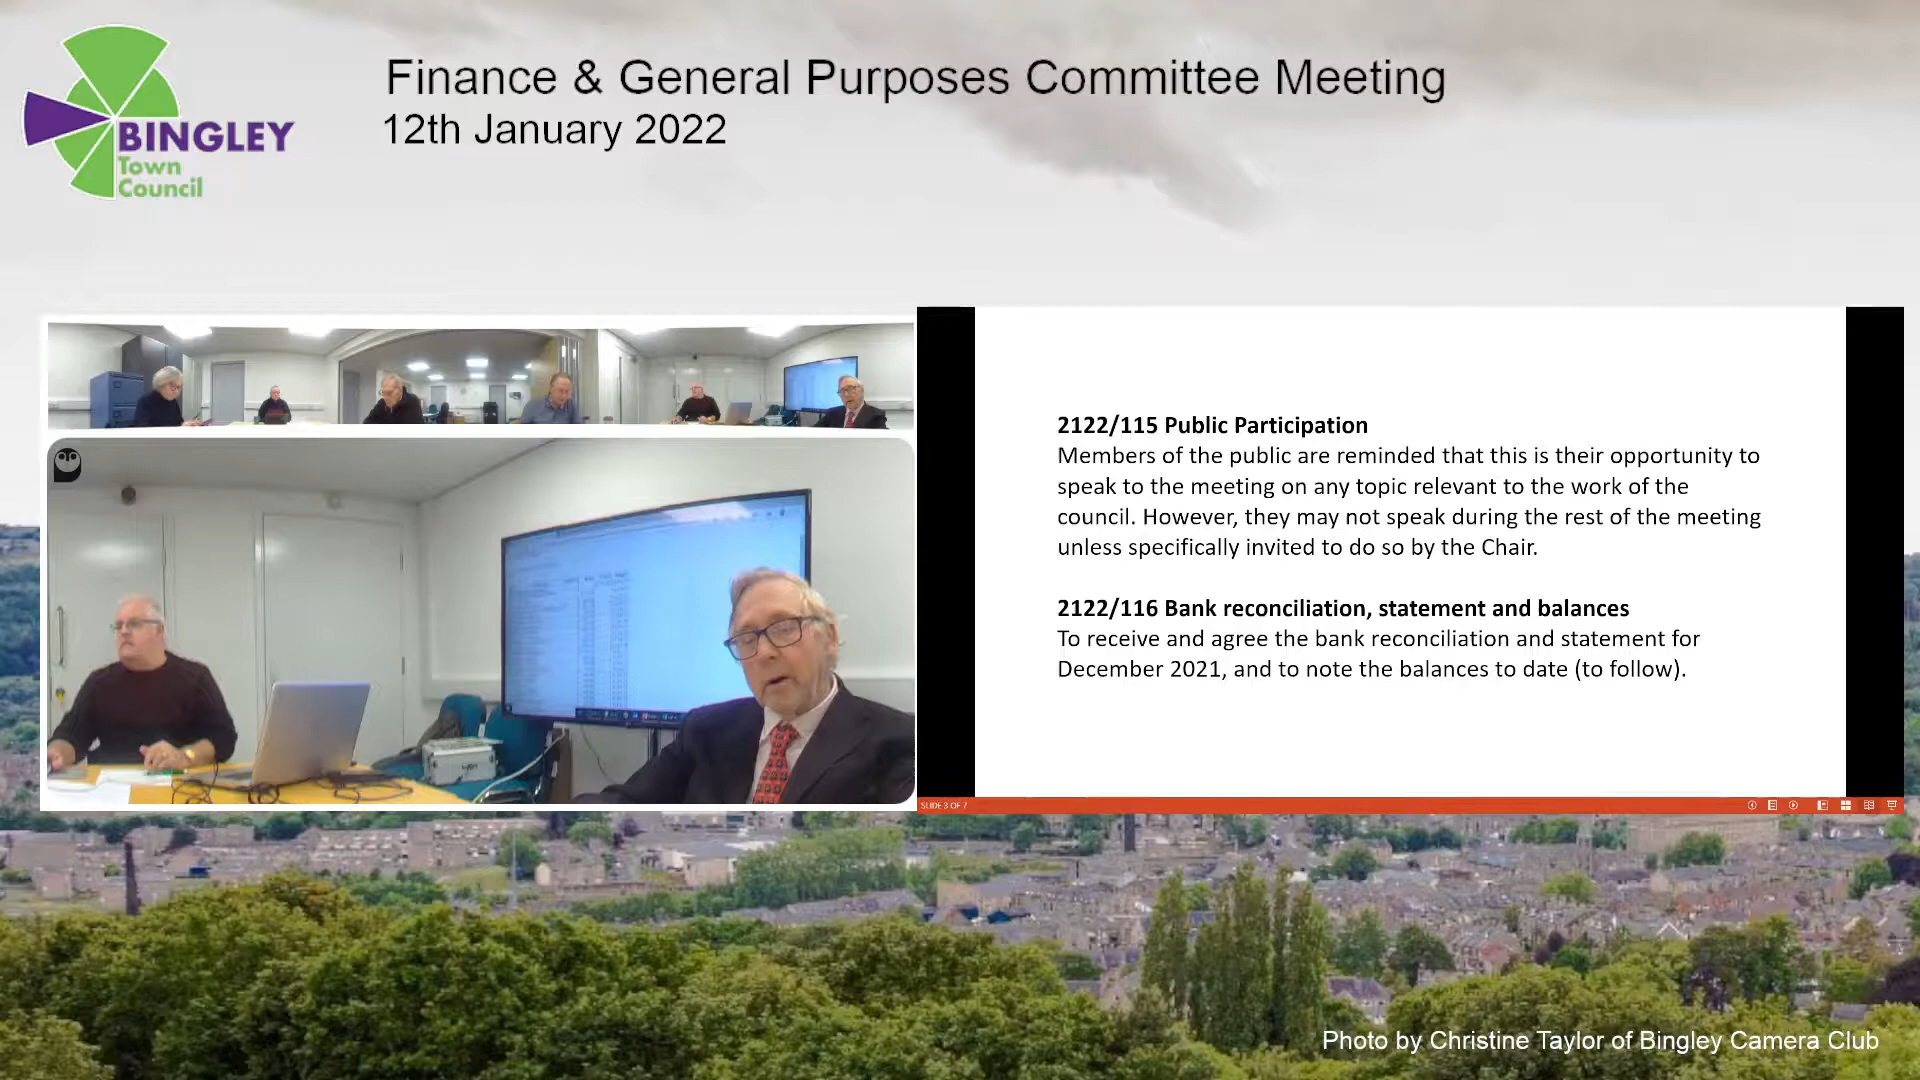 BINGLEY
Town
Council
Finance & General Purposes Committee Meeting
12th January 2022
2122/115 Public Participation
Members of the public are reminded that this is their opportunity to
speak to the meeting on any topic relevant to the work of the
council. However, they may not speak during the rest of the meeting
unless specifically invited to do so by the Chair.
2122/116 Bank reconciliation, statement and balances
To receive and agree the bank reconciliation and statement for
December 2021, and to note the balances to date (to follow).
SLIDE 3 OF 7
Photo by Christine Taylor of Bingley Camera Club